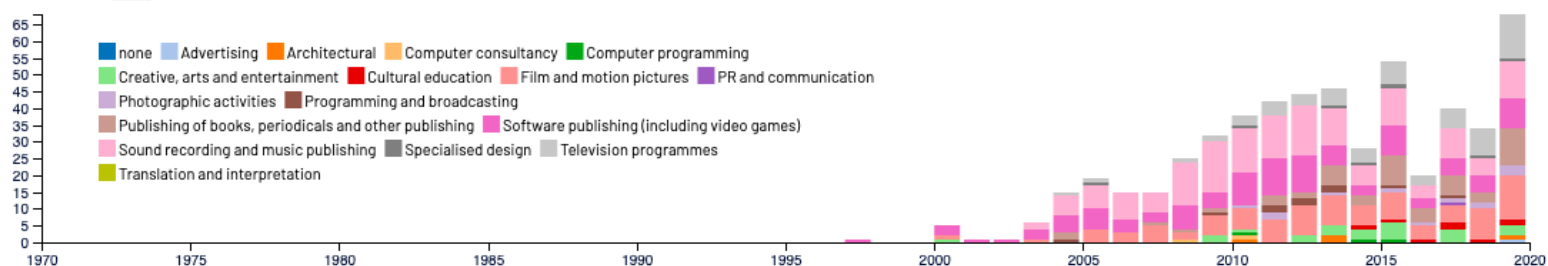 65
60
55
50
45
40
35
30
25
20
15
10
5
0
none Advertising Architectural Computer consultancy Computer programming
Creative, arts and entertainment Cultural education Film and motion pictures PR and communication
Photographic activities Programming and broadcasting
Publishing of books, periodicals and other publishing Software publishing (including video games)
Sound recording and music publishing Specialised design Television programmes
Translation and interpretation
1970 1975 1980 1985 1990 1995 2000 2005 2010 2015 2020